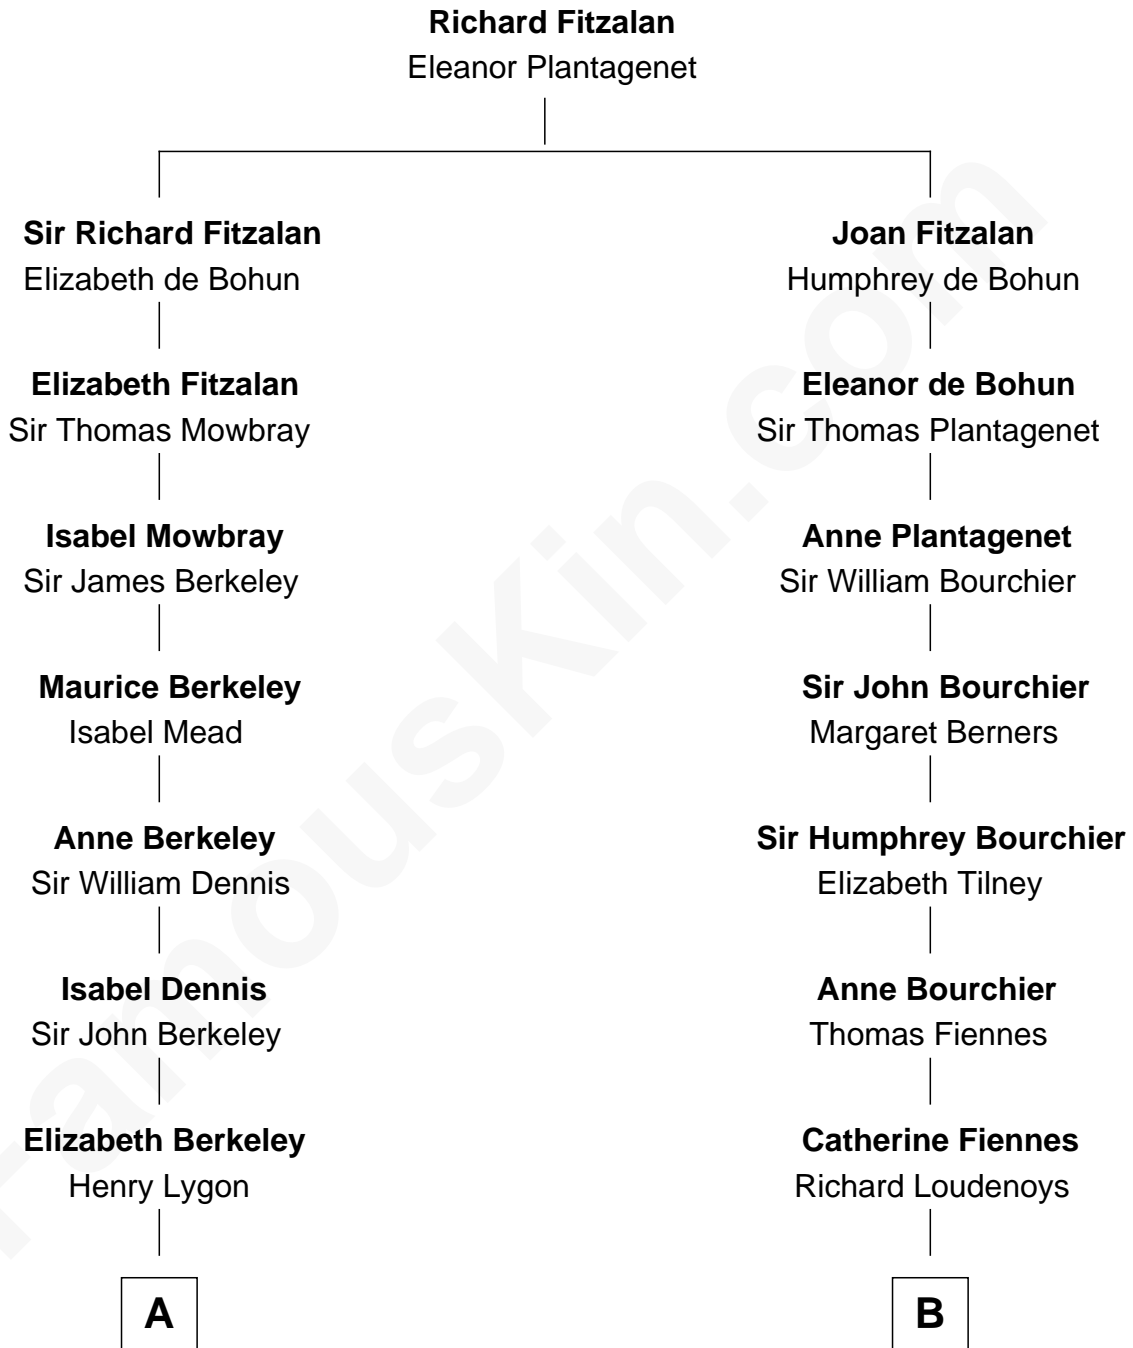 Richard Fitzalan
Eleanor Plantagenet
Sir Richard Fitzalan
Elizabeth de Bohun
Elizabeth Fitzalan
Sir Thomas Mowbray
Isabel Mowbray
Sir James Berkeley
Maurice Berkeley
Isabel Mead
Anne Berkeley
Sir William Dennis
Isabel Dennis
Sir John Berkeley
Elizabeth Berkeley
Henry Lygon
A
Joan Fitzalan
Humphrey de Bohun
Eleanor de Bohun
Sir Thomas Plantagenet
Anne Plantagenet
Sir William Bourchier
Sir John Bourchier
Margaret Berners
Sir Humphrey Bourchier
Elizabeth Tilney
Anne Bourchier
Thomas Fiennes
Catherine Fiennes
Richard Loudenoys
B
FamousKin.com